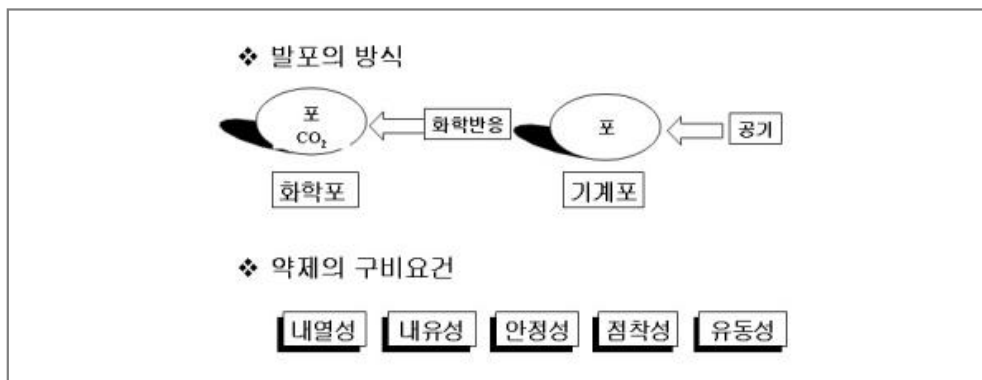 ❖ 발포의 방식
포
CO₂
화학반응
포
공기
화학포
기계포
❖ 약제의 구비요건
내열성
내유성
안정성
점착성
유동성